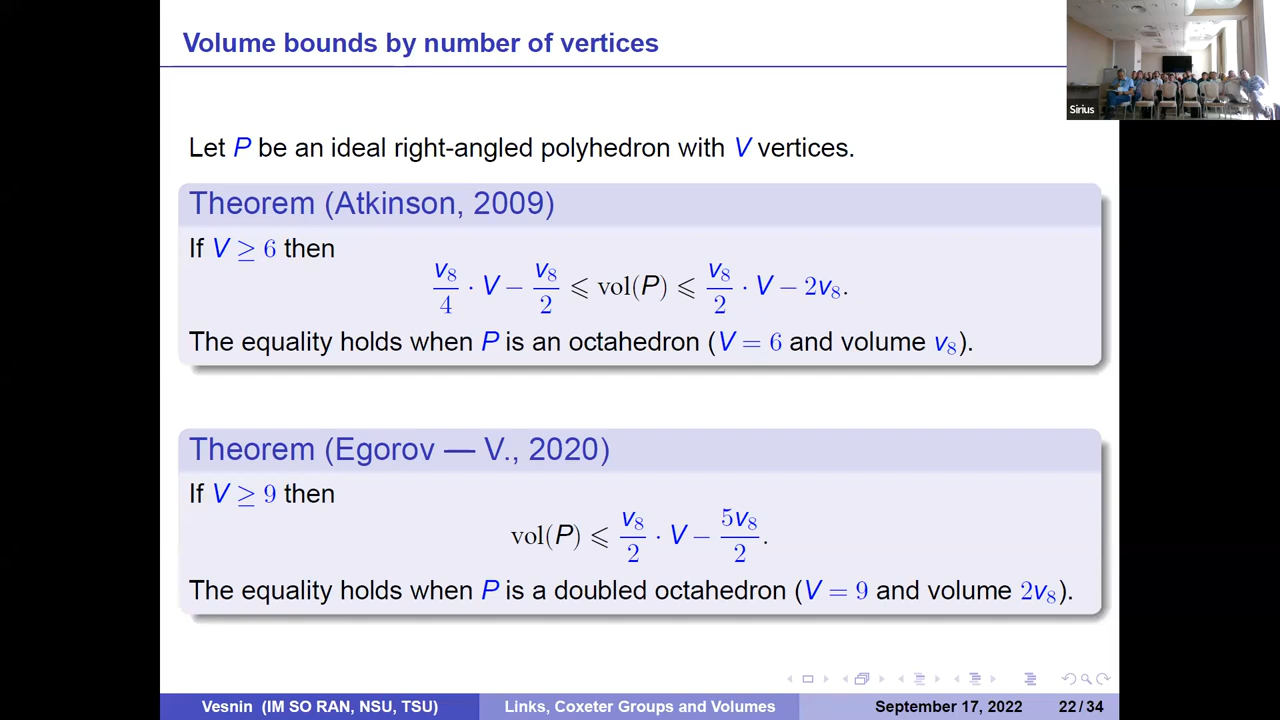 Volume bounds by number of vertices
Sirius
Let P be an ideal right-angled polyhedron with V vertices.
Theorem (Atkinson, 2009)
If V ≥ 6 then
v₈/4 · V − v₈/2 ⩽ vol(P) ⩽ v₈/2 · V − 2v₈.
The equality holds when P is an octahedron (V = 6 and volume v₈).
Theorem (Egorov — V., 2020)
If V ≥ 9 then
vol(P) ⩽ v₈/2 · V − 5v₈/2.
The equality holds when P is a doubled octahedron (V = 9 and volume 2v₈).
Vesnin (IM SO RAN, NSU, TSU) Links, Coxeter Groups and Volumes September 17, 2022 22 / 34